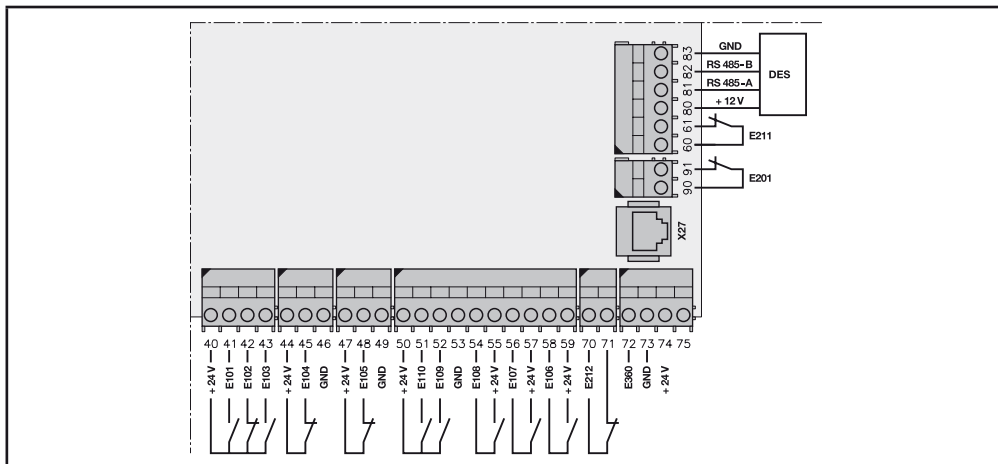 83 GND
82 RS 485-B
81 RS 485-A
80 + 12 V
DES
61
60
E211
91
90
E201
X27
40 41 42 43 44 45 46 47 48 49 50 51 52 53 54 55 56 57 58 59 70 71 72 73 74 75
+ 24 V E101 E102 E103 + 24 V E104 GND + 24 V E105 GND + 24 V E110 E109 GND E108 + 24 V E107 + 24 V E106 + 24 V E212 E360 GND + 24 V